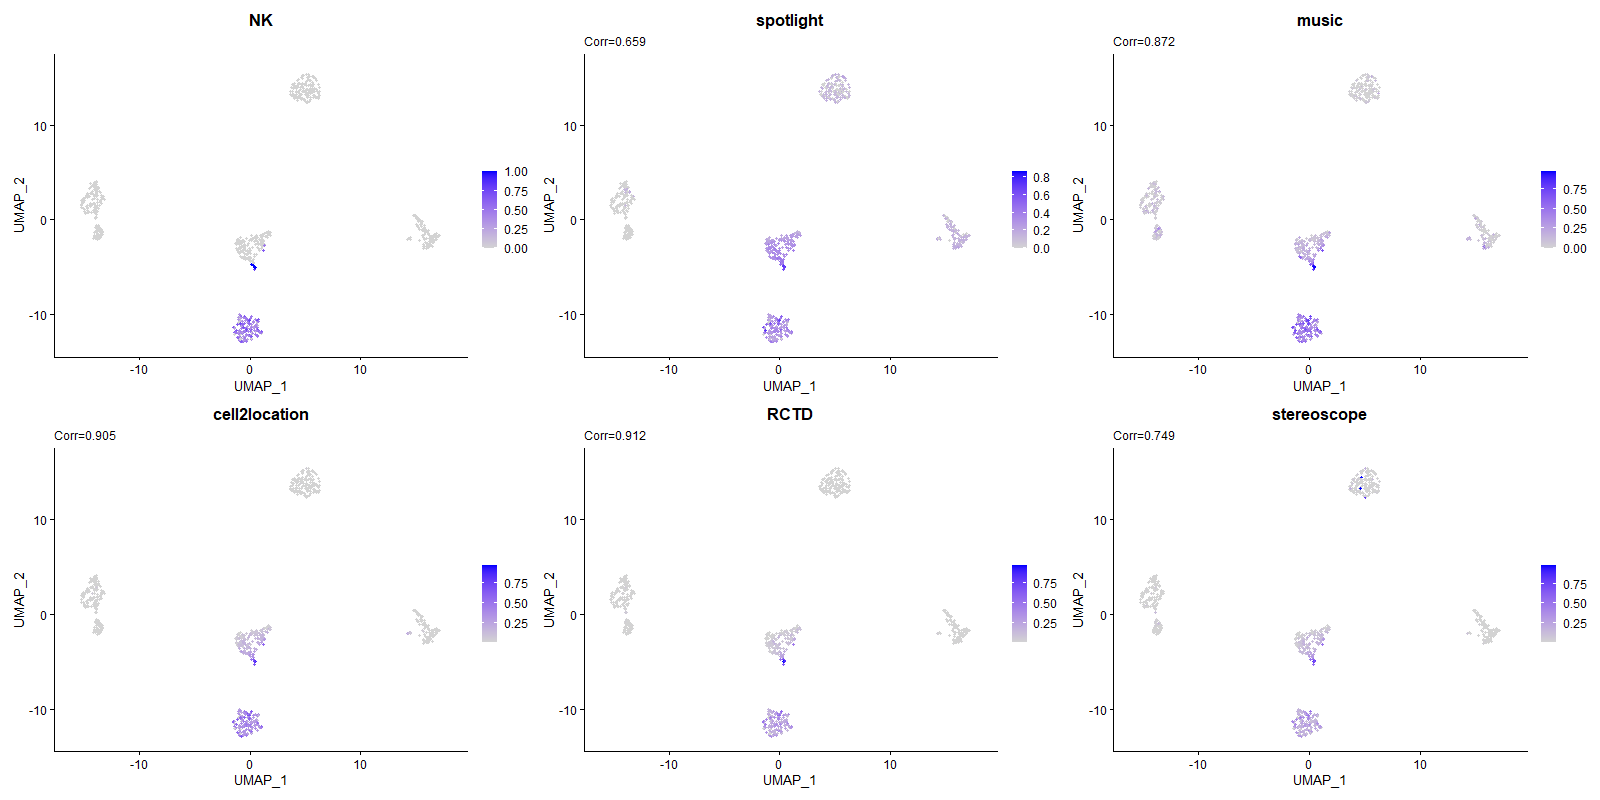 NK
UMAP_2
10
0
-10
-10
0
10
UMAP_1
1.00
0.75
0.50
0.25
0.00
spotlight
Corr=0.659
UMAP_2
10
0
-10
-10
0
10
UMAP_1
0.8
0.6
0.4
0.2
0.0
music
Corr=0.872
UMAP_2
10
0
-10
-10
0
10
UMAP_1
0.75
0.50
0.25
0.00
cell2location
Corr=0.905
UMAP_2
10
0
-10
-10
0
10
UMAP_1
0.75
0.50
0.25
RCTD
Corr=0.912
UMAP_2
10
0
-10
-10
0
10
UMAP_1
0.75
0.50
0.25
stereoscope
Corr=0.749
UMAP_2
10
0
-10
-10
0
10
UMAP_1
0.75
0.50
0.25